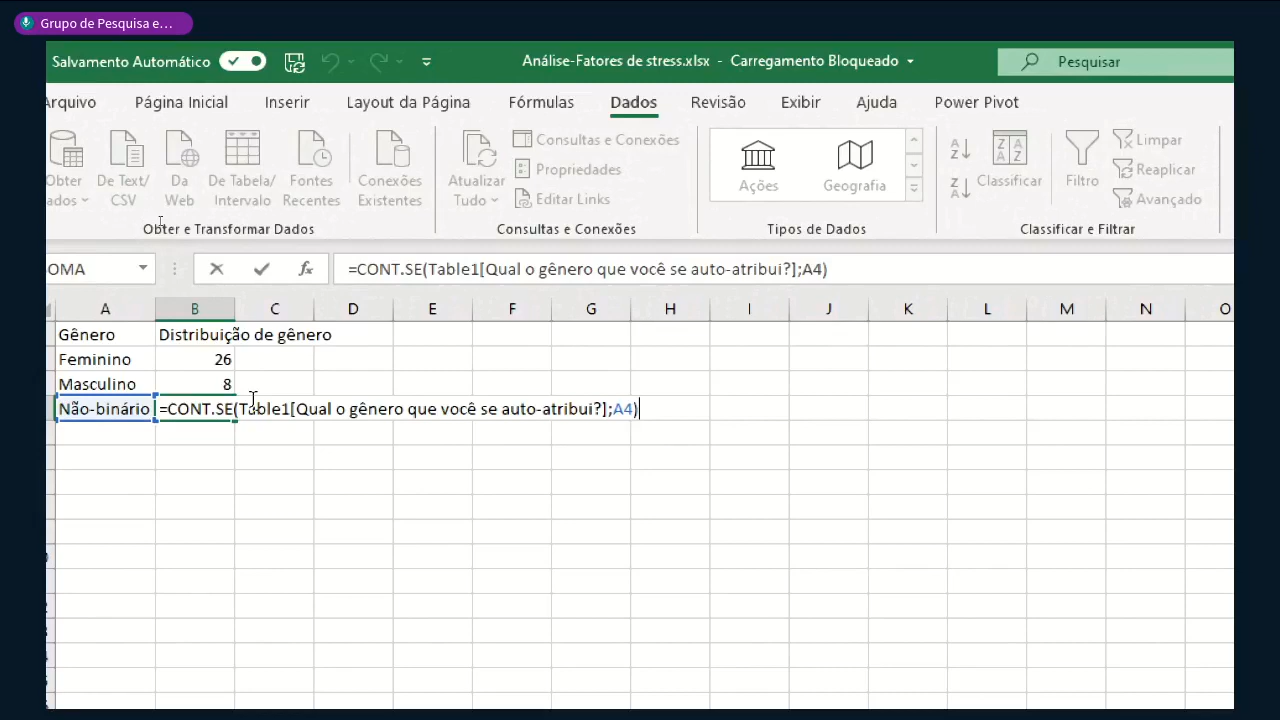 Grupo de Pesquisa e...
Salvamento Automático
Análise-Fatores de stress.xlsx - Carregamento Bloqueado
Pesquisar
Arquivo Página Inicial Inserir Layout da Página Fórmulas Dados Revisão Exibir Ajuda Power Pivot
Obter Dados
De Text/ CSV
Da Web
De Tabela/ Intervalo
Fontes Recentes
Conexões Existentes
Obter e Transformar Dados
Atualizar Tudo
Consultas e Conexões
Propriedades
Editar Links
Consultas e Conexões
Ações
Geografia
Tipos de Dados
Classificar
Filtro
Limpar
Reaplicar
Avançado
Classificar e Filtrar
SOMA
fx
=CONT.SE(Table1[Qual o gênero que você se auto-atribui?];A4)
A B C D E F G H I J K L M N O
Gênero Distribuição de gênero
Feminino 26
Masculino 8
Não-binário =CONT.SE(Table1[Qual o gênero que você se auto-atribui?];A4)